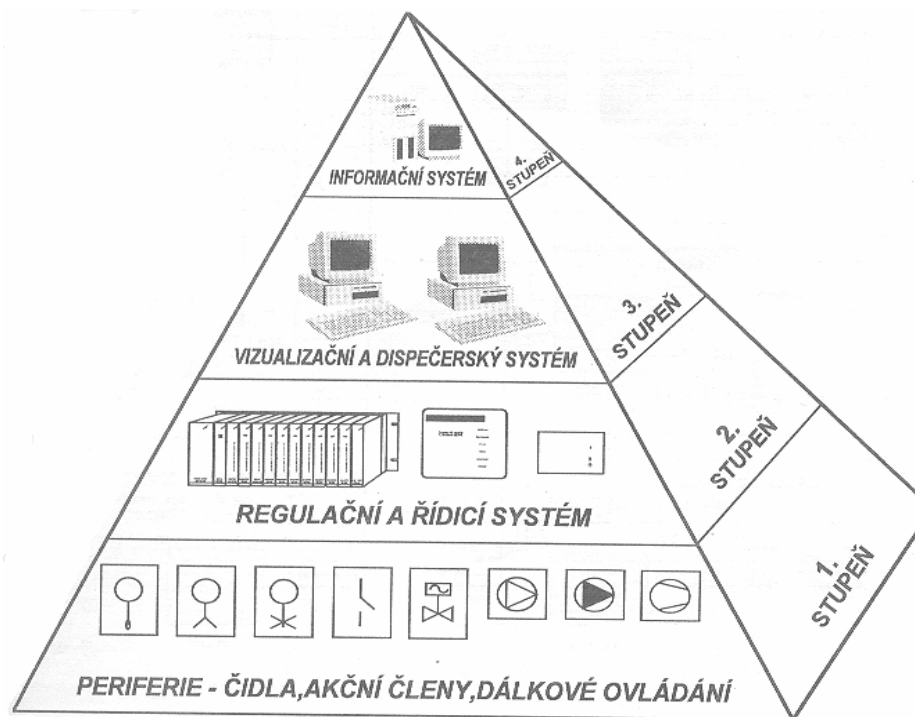 INFORMAČNÍ SYSTÉM
4.
STUPEŇ
VIZUALIZAČNÍ A DISPEČERSKÝ SYSTÉM
3.
STUPEŇ
REGULAČNÍ A ŘÍDICÍ SYSTÉM
2.
STUPEŇ
PERIFERIE - ČIDLA,AKČNÍ ČLENY,DÁLKOVÉ OVLÁDÁNÍ
1.
STUPEŇ